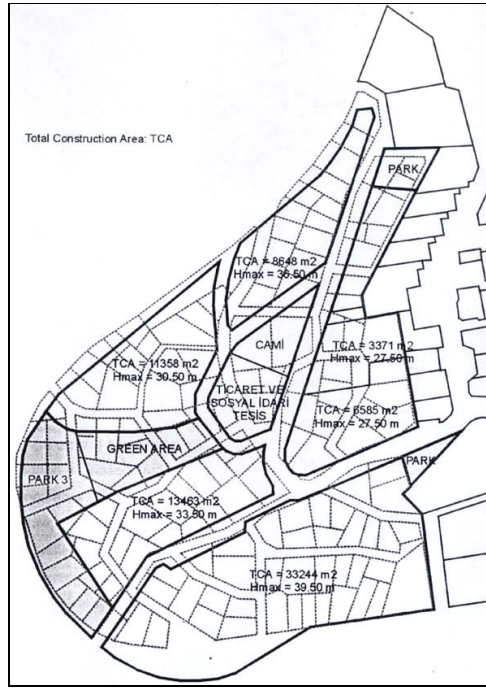 Total Construction Area: TCA
PARK
TCA = 8648 m2
Hmax = 36.50 m
CAMİ
TCA = 3371 m2
Hmax = 27.50 m
TCA = 11358 m2
Hmax = 30.50 m
TİCARET VE
SOSYAL İDARİ
TESİS
TCA = 6585 m2
Hmax = 27.50 m
GREEN AREA
PARK
PARK 3
TCA = 13463 m2
Hmax = 33.50 m
TCA = 33244 m2
Hmax = 39.50 m